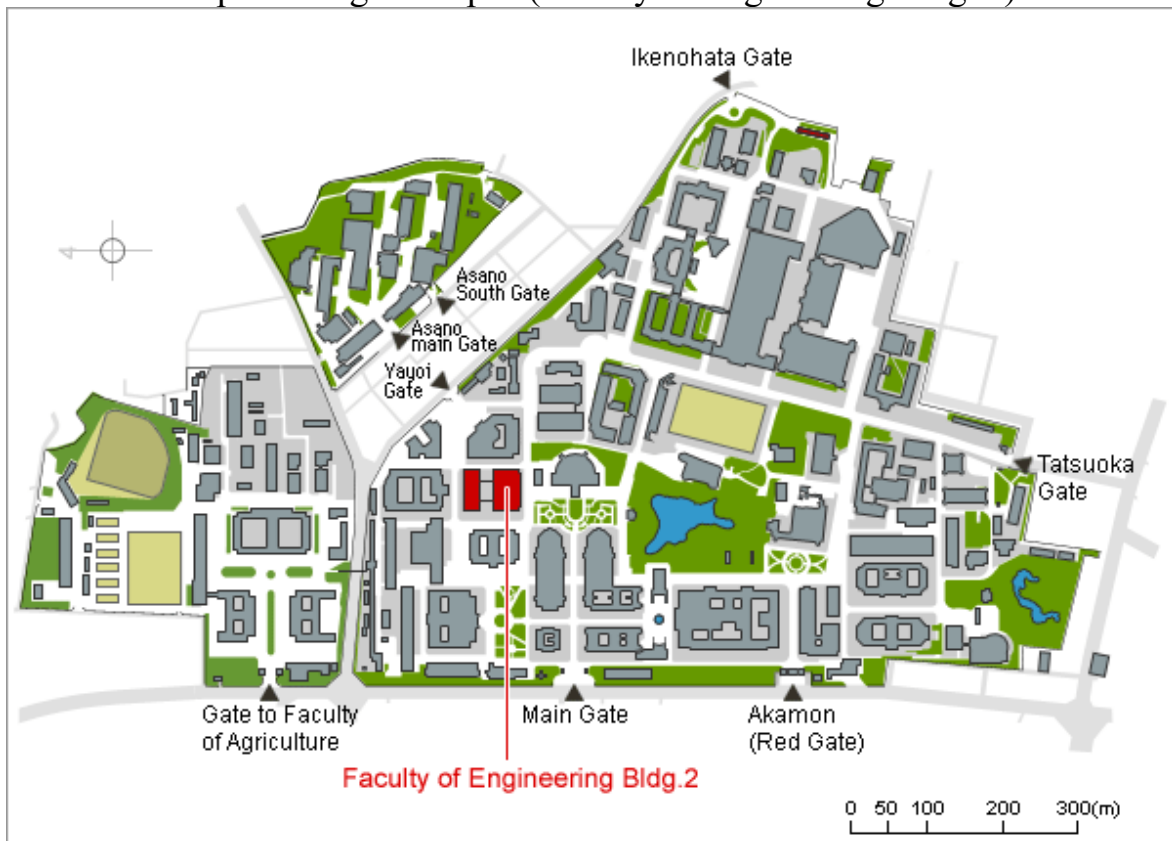 Ikenohata Gate
Asano
South Gate
Asano
main Gate
Yayoi
Gate
Tatsuoka
Gate
Gate to Faculty
of Agriculture
Main Gate
Akamon
(Red Gate)
Faculty of Engineering Bldg.2
0 50 100 200 300(m)